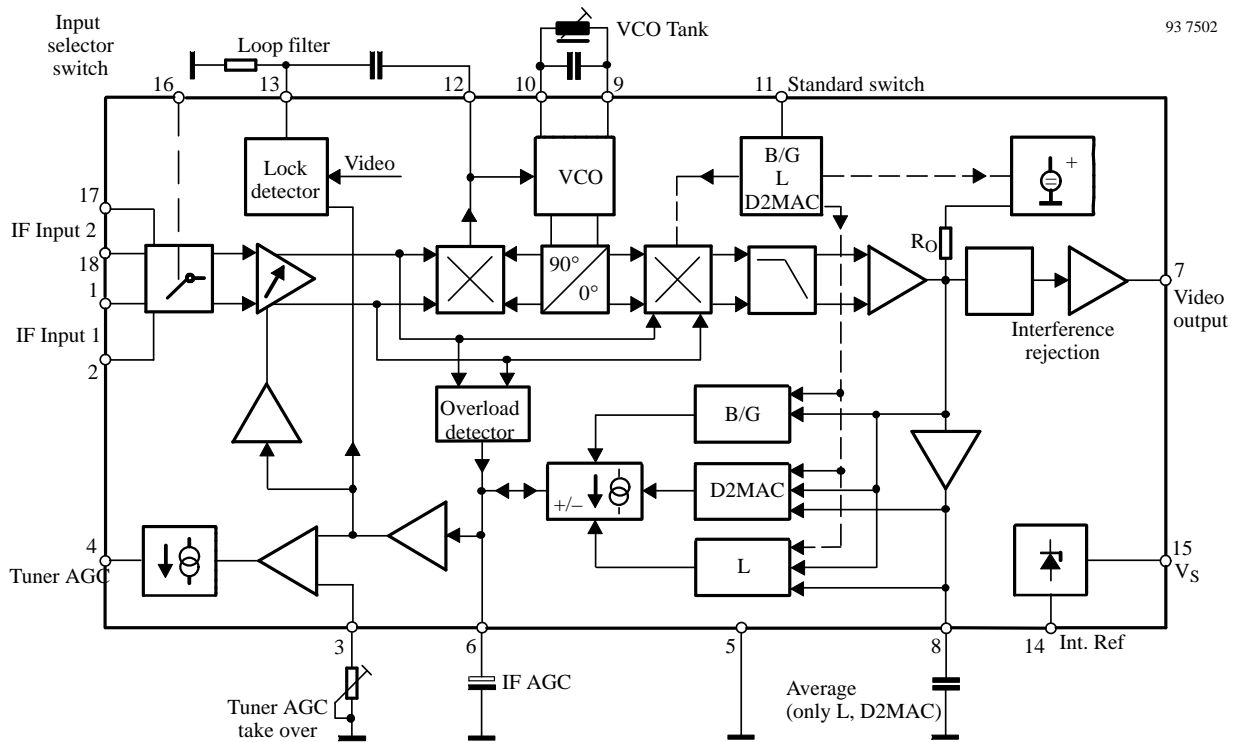 93 7502
Input
selector
switch
Loop filter
VCO Tank
16
13
12
10
9
11
Standard switch
Lock
detector
Video
VCO
B/G
L
D2MAC
+
17
IF Input 2
18
1
IF Input 1
2
90°
0°
RO
7
Video
output
Interference
rejection
Overload
detector
B/G
+/−
D2MAC
L
4
Tuner AGC
15
VS
3
6
5
8
14
Int. Ref
Tuner AGC
take over
IF AGC
Average
(only L, D2MAC)